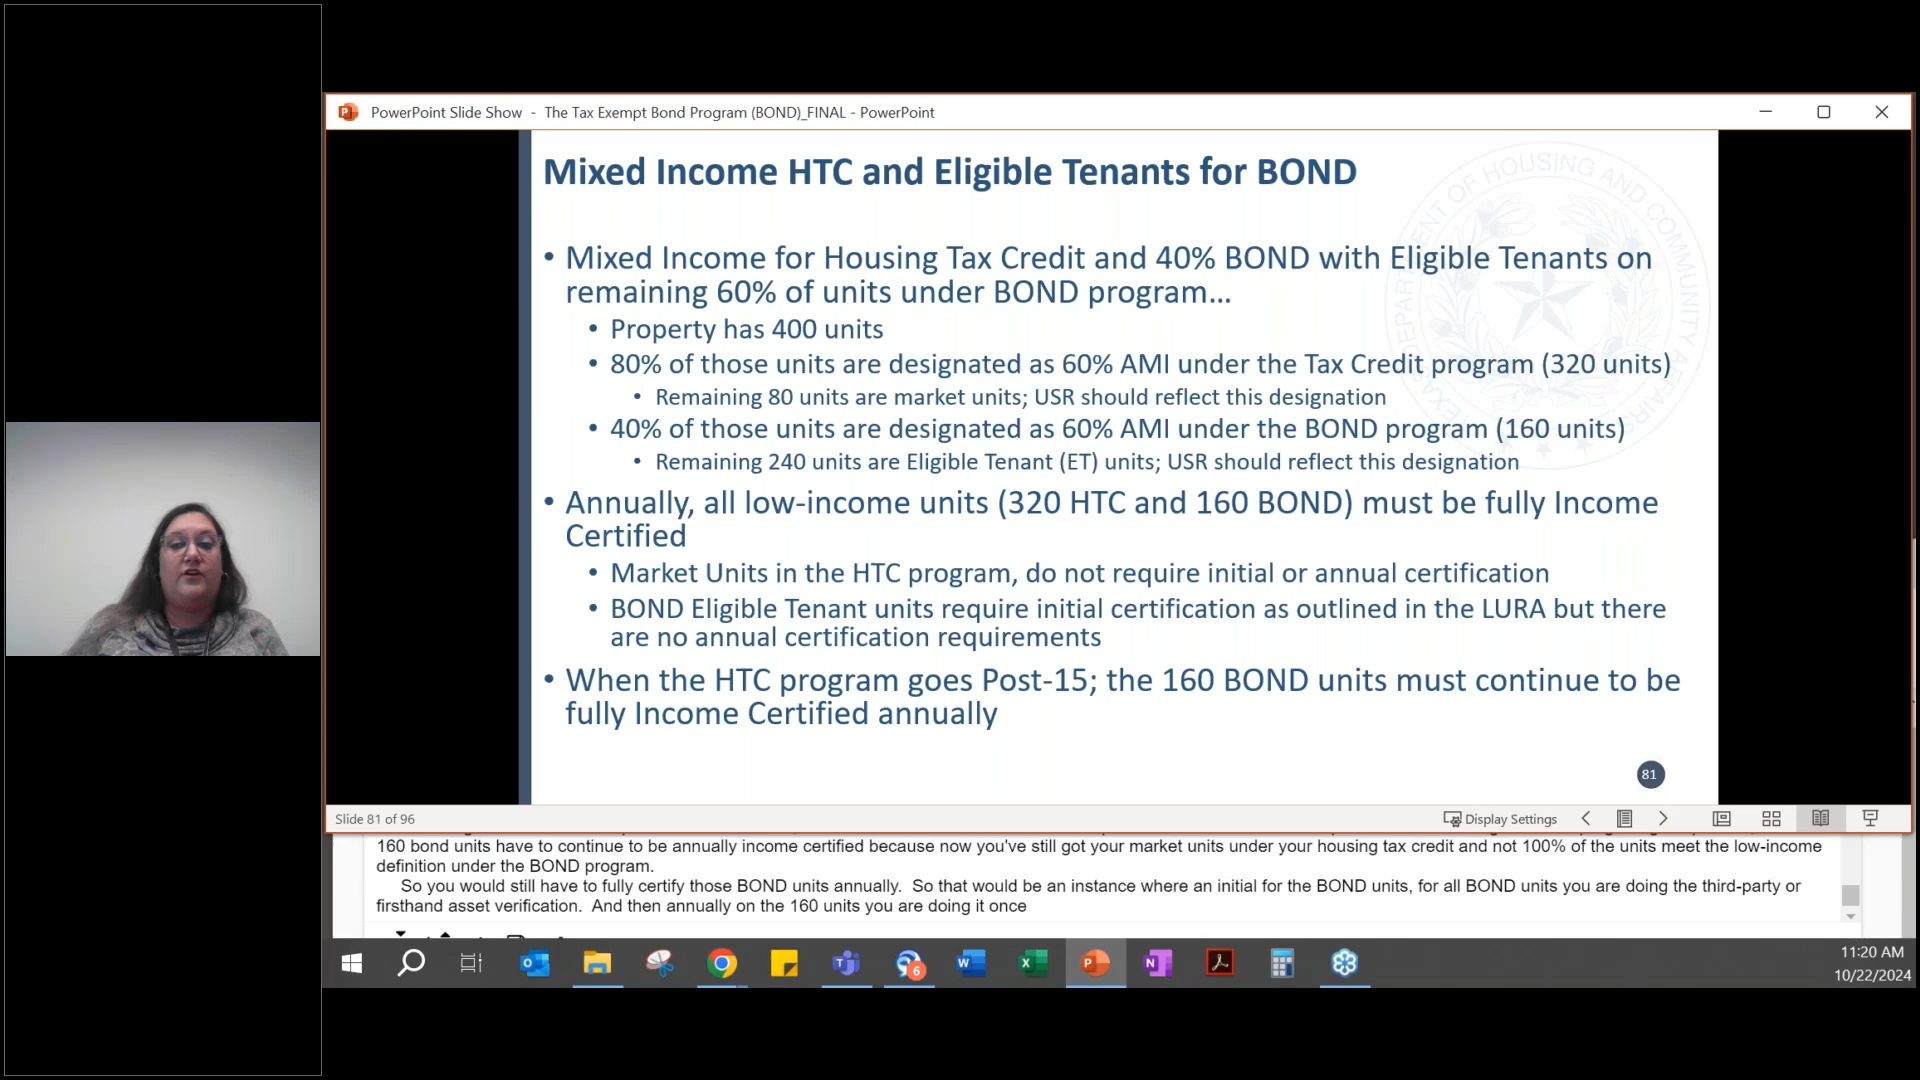 PowerPoint Slide Show - The Tax Exempt Bond Program (BOND)_FINAL - PowerPoint
Mixed Income HTC and Eligible Tenants for BOND
• Mixed Income for Housing Tax Credit and 40% BOND with Eligible Tenants on
remaining 60% of units under BOND program...
• Property has 400 units
• 80% of those units are designated as 60% AMI under the Tax Credit program (320 units)
• Remaining 80 units are market units; USR should reflect this designation
• 40% of those units are designated as 60% AMI under the BOND program (160 units)
• Remaining 240 units are Eligible Tenant (ET) units; USR should reflect this designation
• Annually, all low-income units (320 HTC and 160 BOND) must be fully Income
Certified
• Market Units in the HTC program, do not require initial or annual certification
• BOND Eligible Tenant units require initial certification as outlined in the LURA but there
are no annual certification requirements
• When the HTC program goes Post-15; the 160 BOND units must continue to be
fully Income Certified annually
81
Slide 81 of 96
Display Settings
160 bond units have to continue to be annually income certified because now you've still got your market units under your housing tax credit and not 100% of the units meet the low-income
definition under the BOND program.
So you would still have to fully certify those BOND units annually. So that would be an instance where an initial for the BOND units, for all BOND units you are doing the third-party or
firsthand asset verification. And then annually on the 160 units you are doing it once
6
11:20 AM
10/22/2024